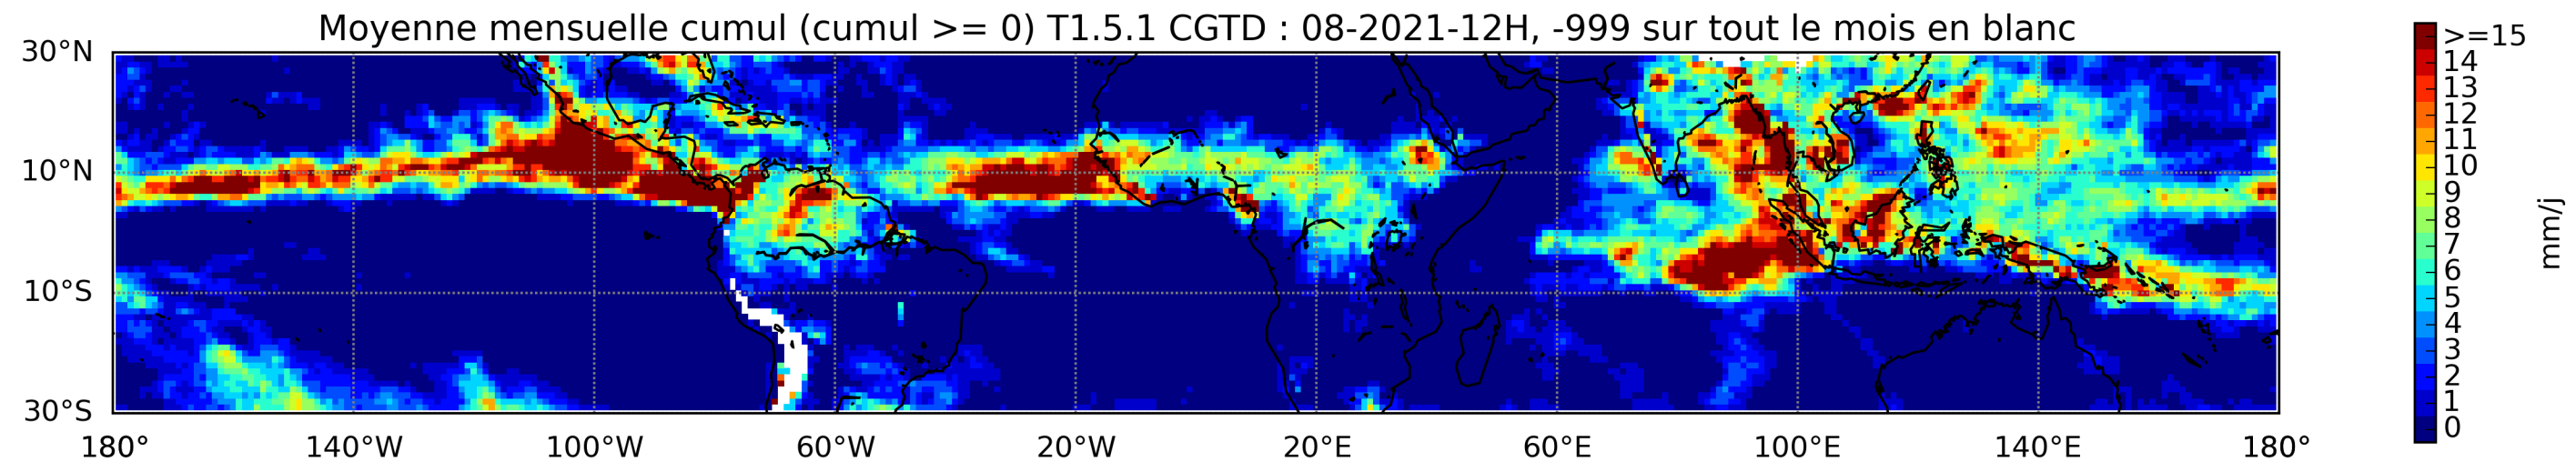 Moyenne mensuelle cumul (cumul >= 0) T1.5.1 CGTD : 08-2021-12H, -999 sur tout le mois en blanc
30°N
10°N
10°S
30°S
180°
140°W
100°W
60°W
20°W
20°E
60°E
100°E
140°E
180°
>=15
14
13
12
11
10
9
8
7
6
5
4
3
2
1
0
mm/j